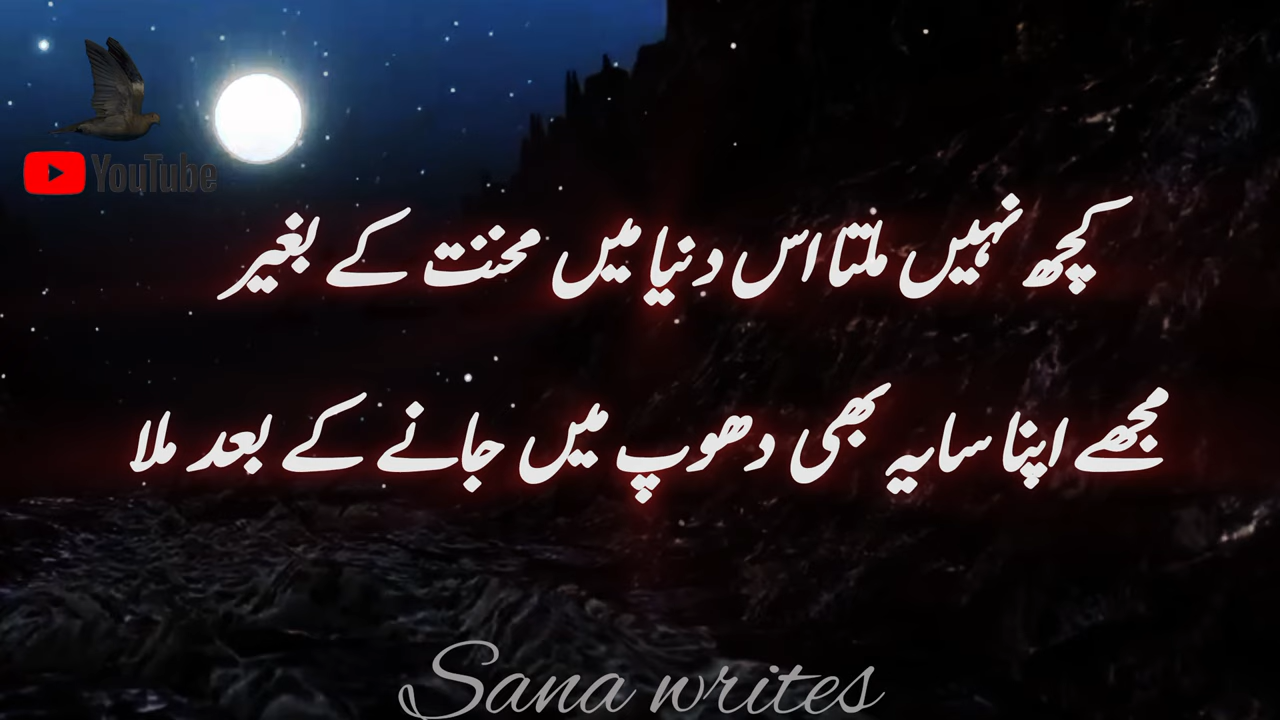 YouTube
کچھ نہیں ملتا اس دنیا میں محنت کے بغیر
مجھے اپنا سایہ بھی دھوپ میں جانے کے بعد ملا
Sana writes